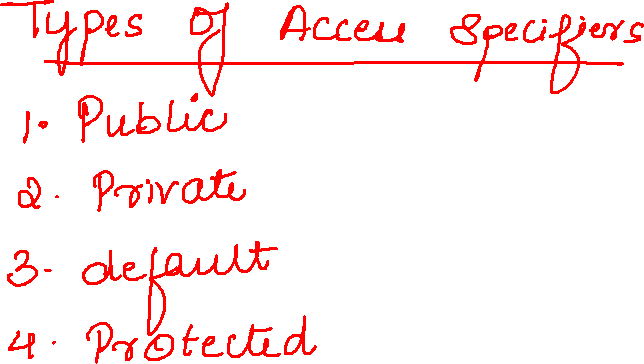 Types of Access Specifiers
1. Public
2. Private
3. default
4. Protected